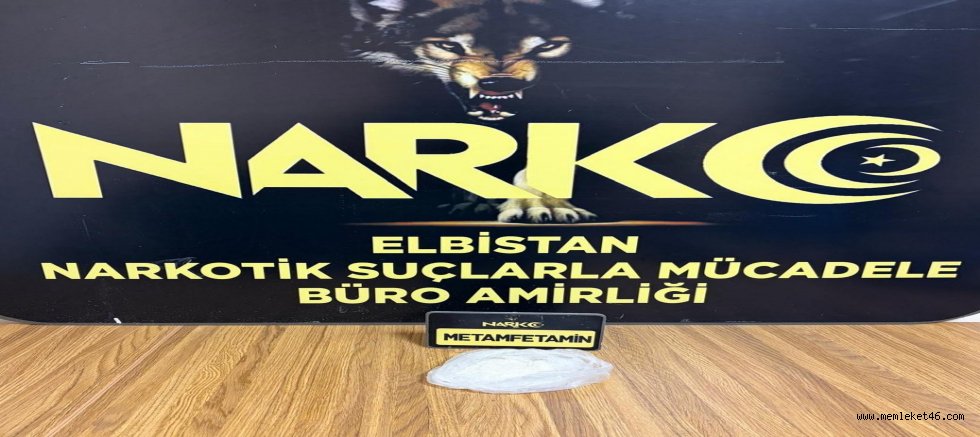 NARKO
ELBİSTAN
NARKOTİK SUÇLARLA MÜCADELE
BÜRO AMİRLİĞİ
NARKO
METAMFETAMİN
www.memleket46.com